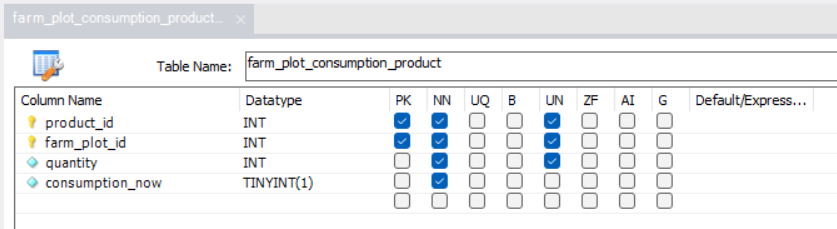 farm_plot_consumption_product...
Table Name: farm_plot_consumption_product
Column Name Datatype PK NN UQ B UN ZF AI G Default/Express...
product_id INT
farm_plot_id INT
quantity INT
consumption_now TINYINT(1)